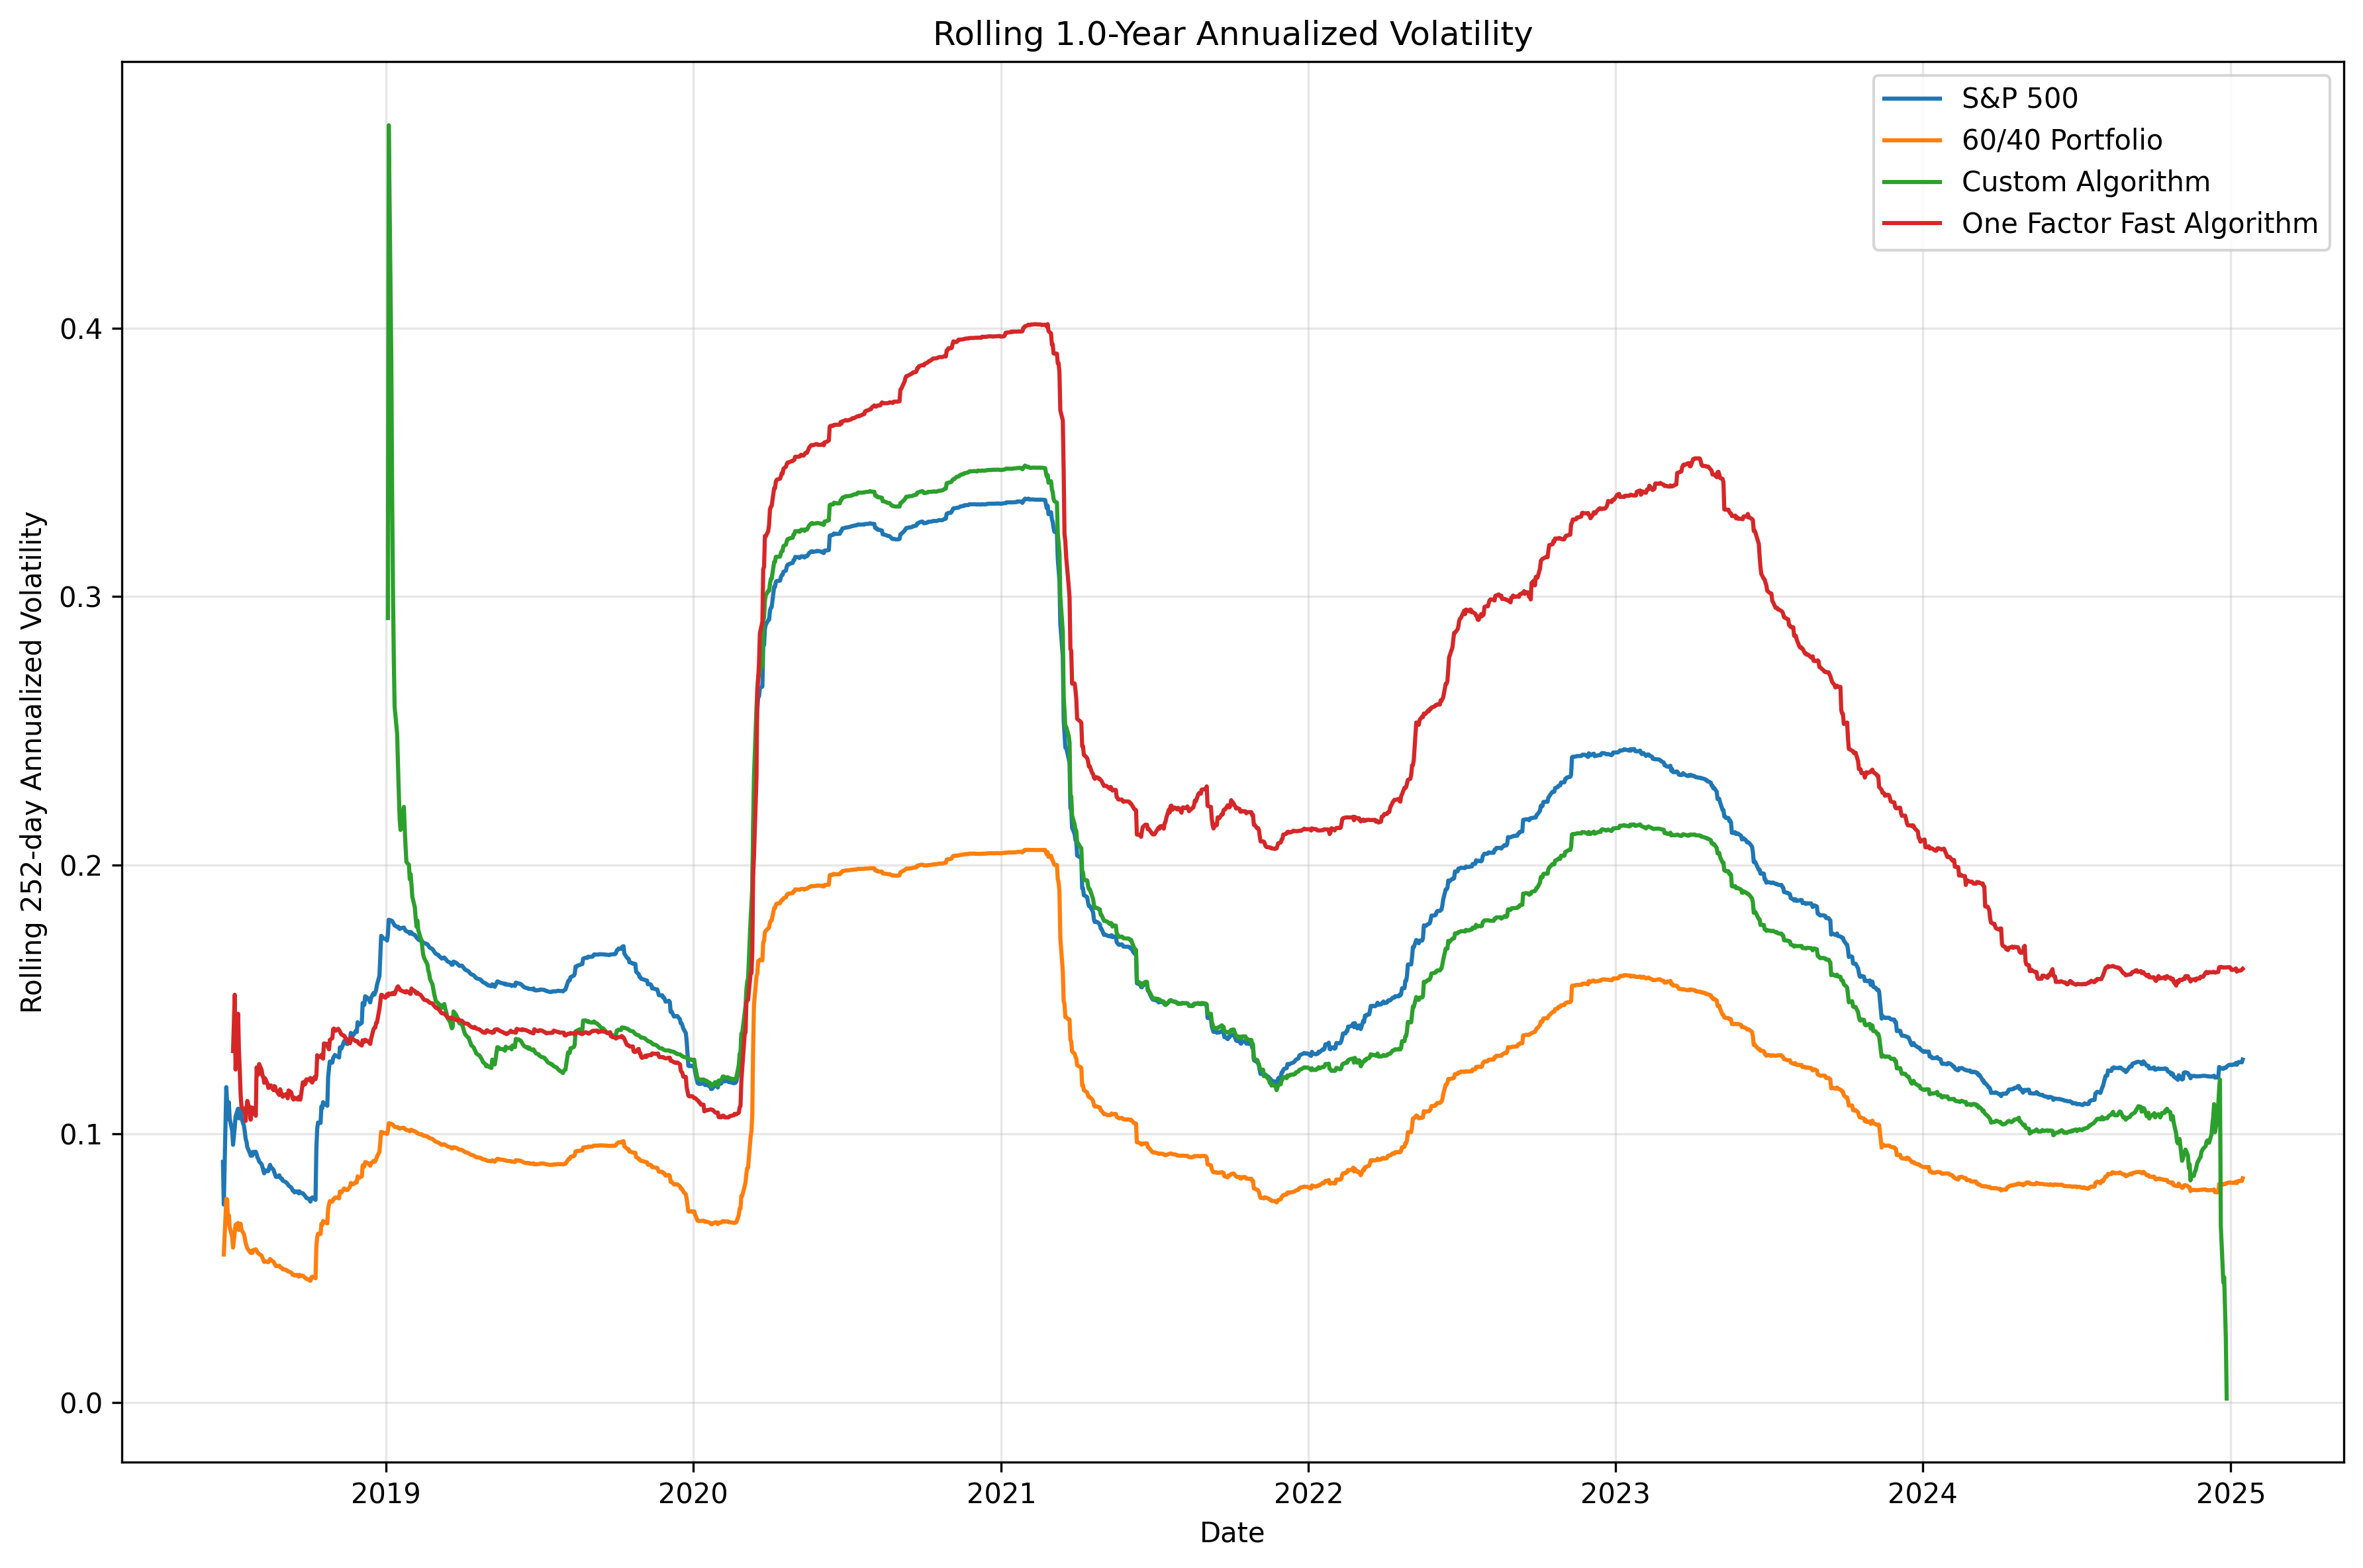 Rolling 1.0-Year Annualized Volatility
S&P 500
60/40 Portfolio
Custom Algorithm
One Factor Fast Algorithm
Rolling 252-day Annualized Volatility
0.4
0.3
0.2
0.1
0.0
2019 2020 2021 2022 2023 2024 2025
Date